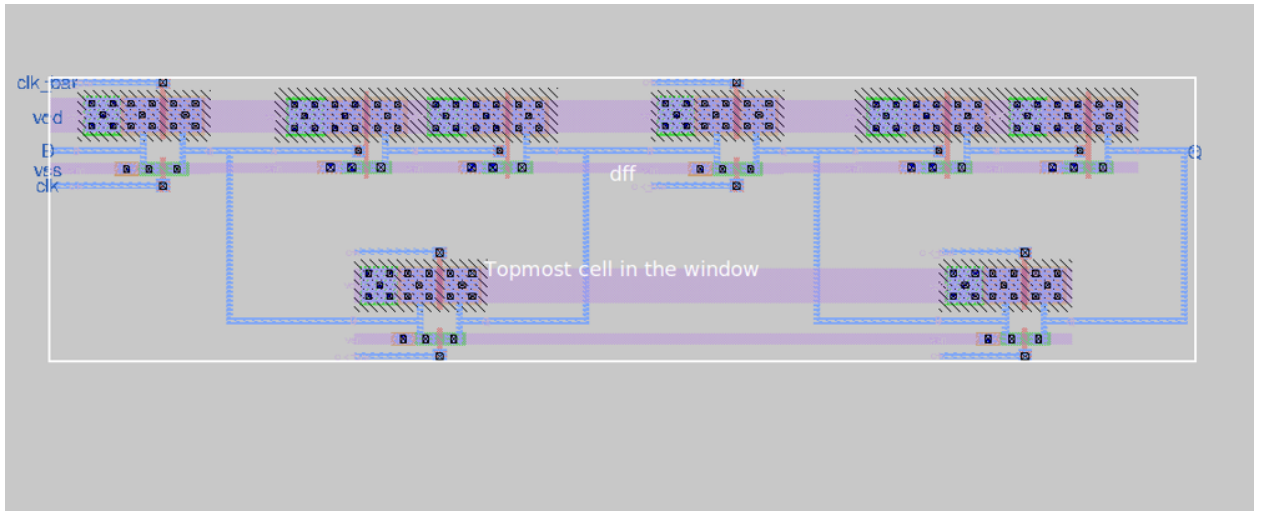 clk_bar
vdd
D
vss
clk
dff
Q
Topmost cell in the window